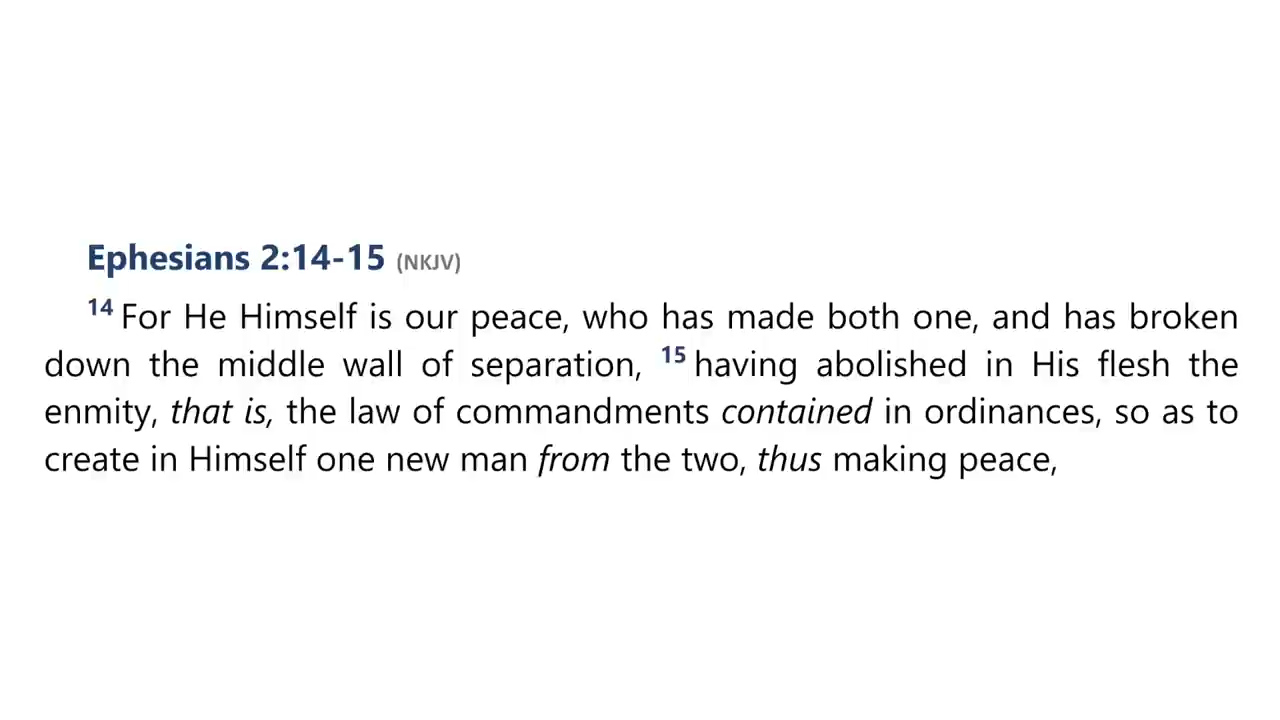 Ephesians 2:14-15 (NKJV)
14 For He Himself is our peace, who has made both one, and has broken
down the middle wall of separation, 15 having abolished in His flesh the
enmity, that is, the law of commandments contained in ordinances, so as to
create in Himself one new man from the two, thus making peace,